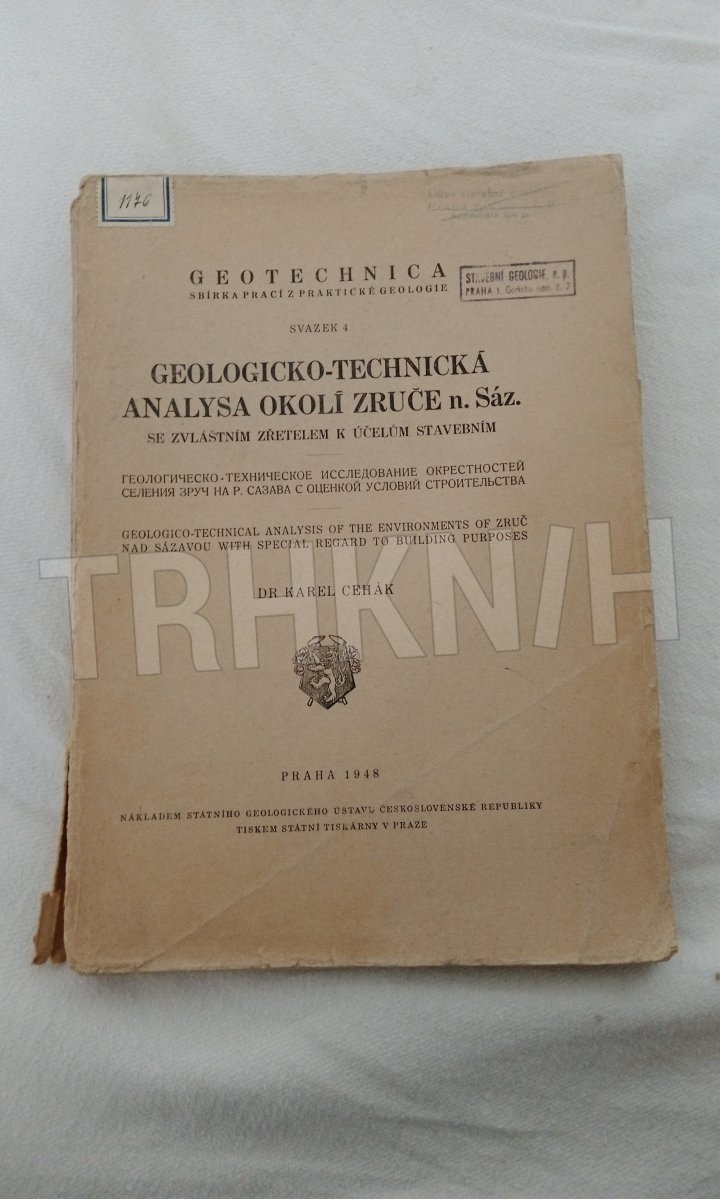 1176
GEOTECHNICA
SBÍRKA PRACÍ Z PRAKTICKÉ GEOLOGIE
STAVEBNÍ GEOLOGIE n. p.
PRAHA 1, Gorkého nám. č. 7
SVAZEK 4
GEOLOGICKO-TECHNICKÁ
ANALYSA OKOLÍ ZRUČE n. Sáz.
SE ZVLÁŠTNÍM ZŘETELEM K ÚČELŮM STAVEBNÍM
ГЕОЛОГИЧЕСКО-ТЕХНИЧЕСКОЕ ИССЛЕДОВАНИЕ ОКРЕСТНОСТЕЙ
СЕЛЕНИЯ ЗРУЧ НА Р. САЗАВА С ОЦЕНКОЙ УСЛОВИЙ СТРОИТЕЛЬСТВА
GEOLOGICO-TECHNICAL ANALYSIS OF THE ENVIRONMENTS OF ZRUČ
NAD SÁZAVOU WITH SPECIAL REGARD TO BUILDING PURPOSES
TRHKNIH
DR KAREL CEHÁK
PRAHA 1948
NÁKLADEM STÁTNÍHO GEOLOGICKÉHO ÚSTAVU ČESKOSLOVENSKÉ REPUBLIKY
TISKEM STÁTNÍ TISKÁRNY V PRAZE